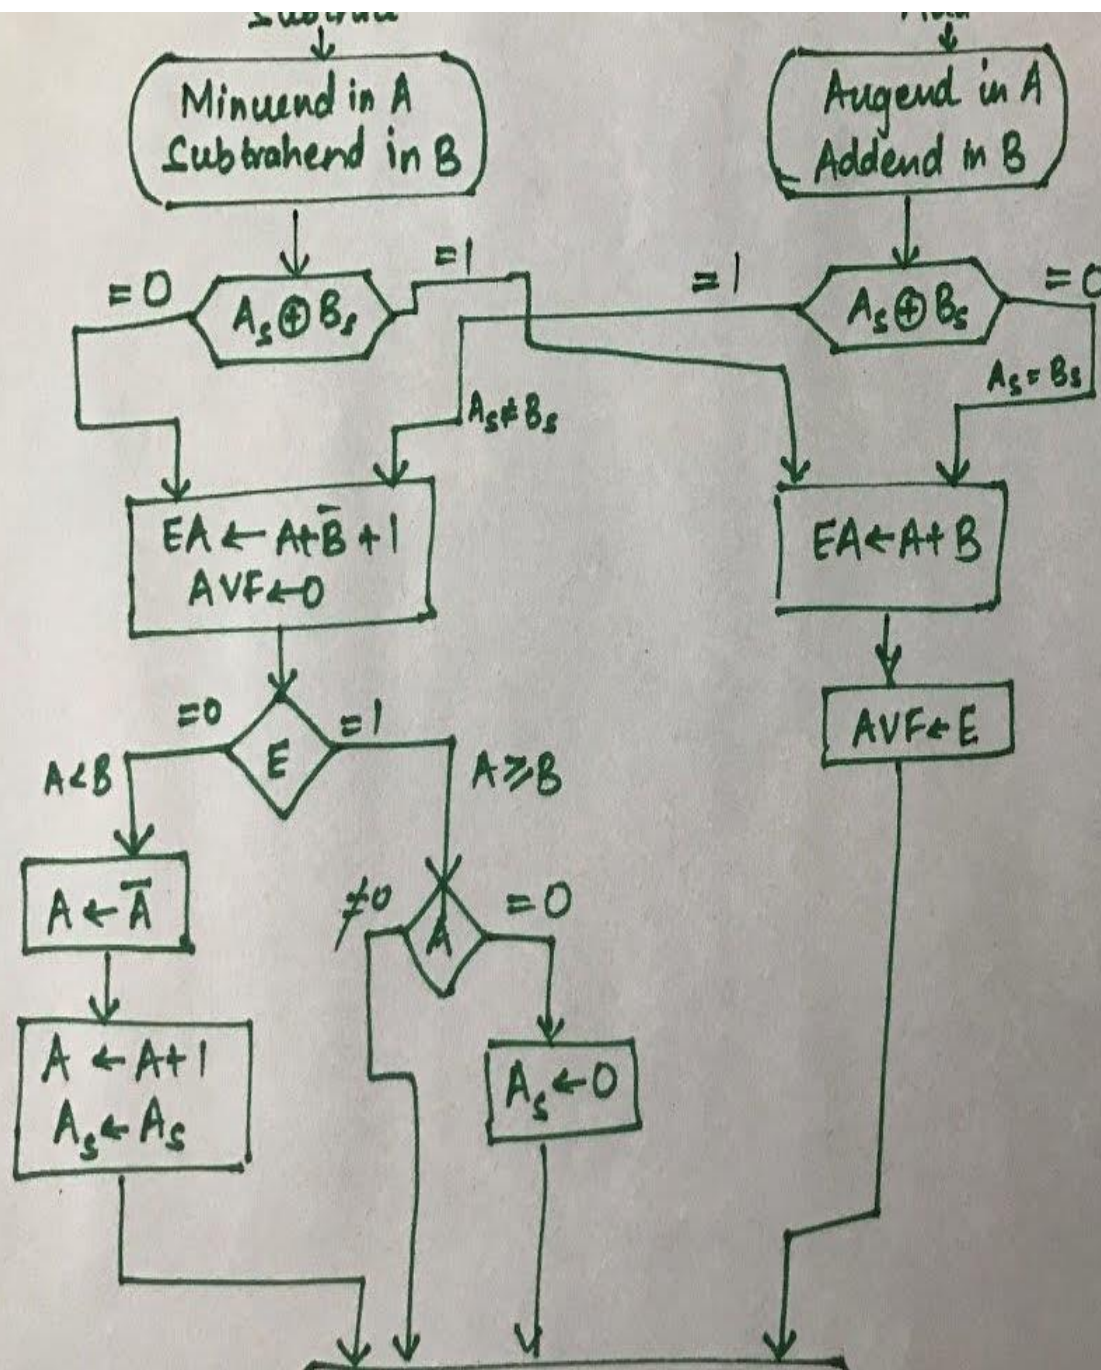 Minuend in A
Subtrahend in B
Augend in A
Addend in B
=0
As ⊕ Bs
=1
=1
As ⊕ Bs
=0
As ≠ Bs
As = Bs
EA ← A+B̅+1
AVF ← 0
EA ← A+B
AVF ← E
=0
E
=1
A<B
A≥B
A ← A̅
≠0
A
=0
A ← A+1
As ← As
As ← 0